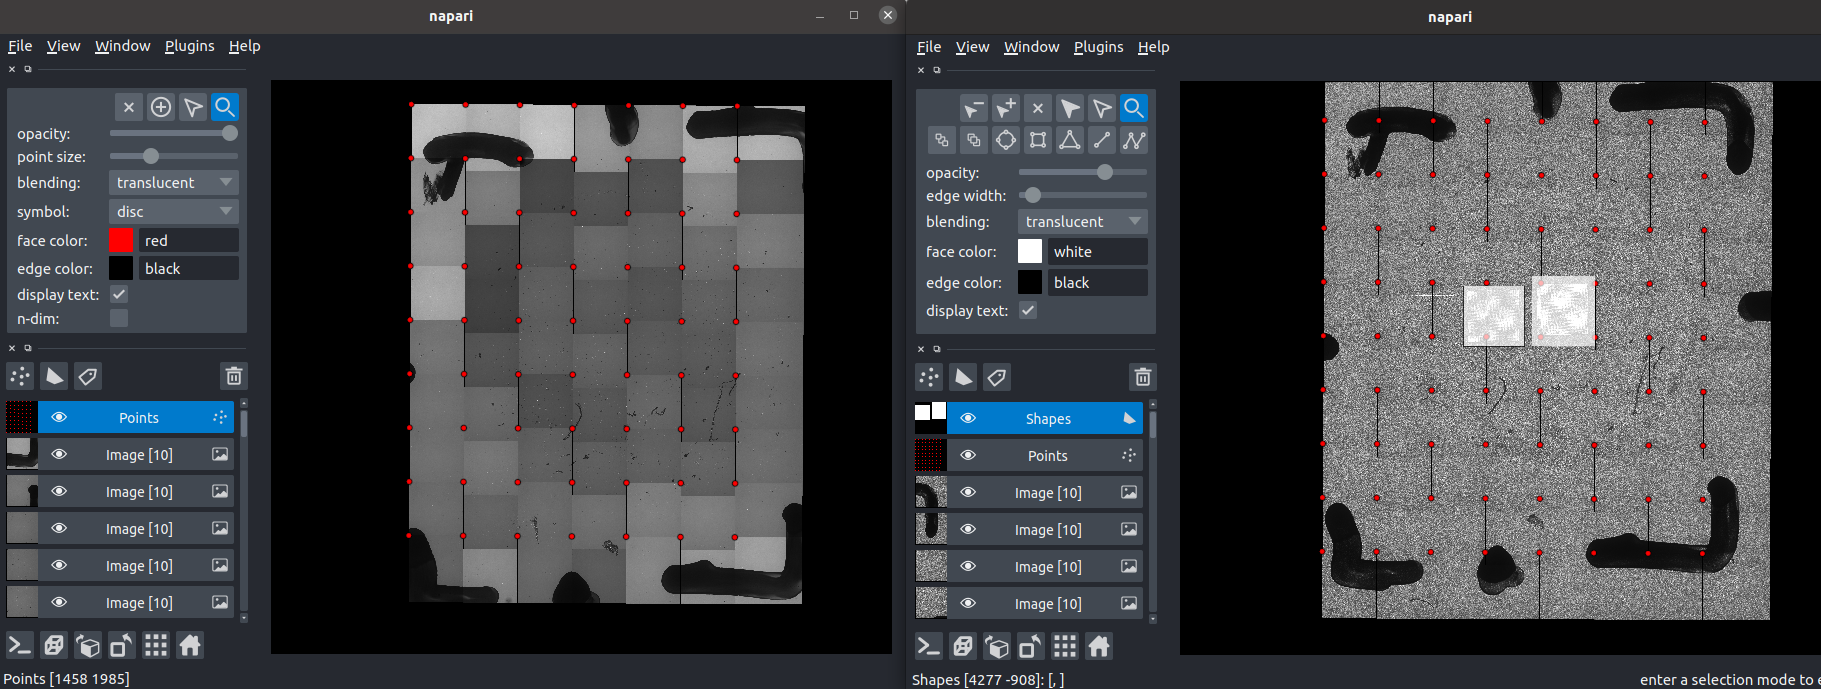 napari
File View Window Plugins Help
opacity:
point size:
blending: translucent
symbol: disc
face color: red
edge color: black
display text:
n-dim:
Points
Image [10]
Image [10]
Image [10]
Image [10]
Image [10]
Points [1458 1985]
napari
File View Window Plugins Help
opacity:
edge width:
blending: translucent
face color: white
edge color: black
display text:
Shapes
Points
Image [10]
Image [10]
Image [10]
Image [10]
Shapes [4277 -908]: [, ]
enter a selection mode to e